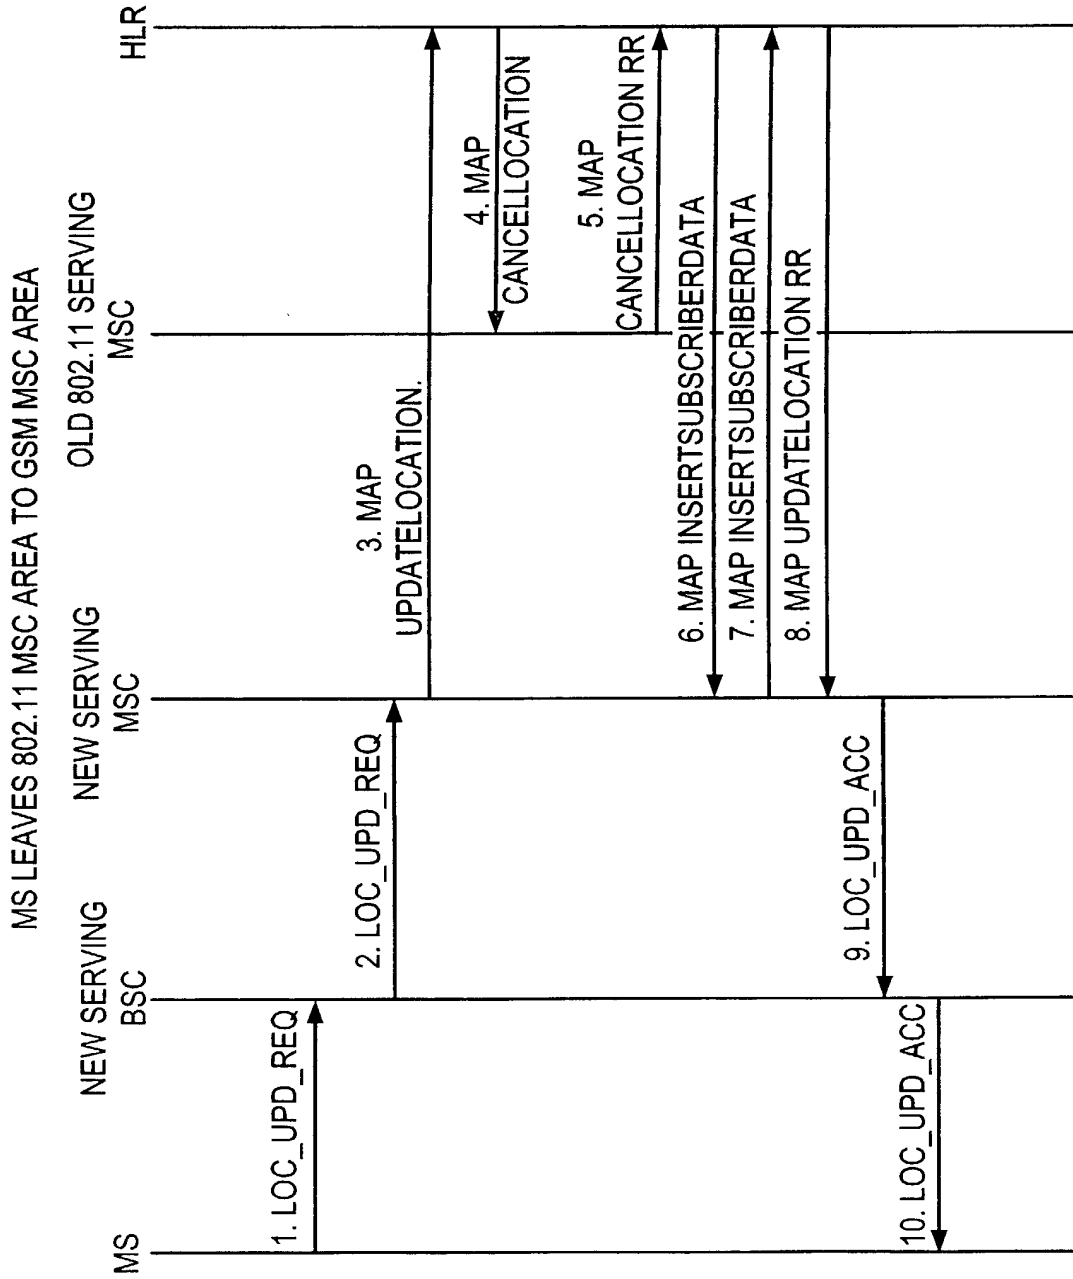 MS LEAVES 802.11 MSC AREA TO GSM MSC AREA
MS
NEW SERVING
BSC
NEW SERVING
MSC
OLD 802.11 SERVING
MSC
HLR
1. LOC_UPD_REQ
2. LOC_UPD_REQ
3. MAP
UPDATELOCATION.
4. MAP
CANCELLOCATION
5. MAP
CANCELLOCATION RR
6. MAP INSERTSUBSCRIBERDATA
7. MAP INSERTSUBSCRIBERDATA
8. MAP UPDATELOCATION RR
9. LOC_UPD_ACC
10. LOC_UPD_ACC